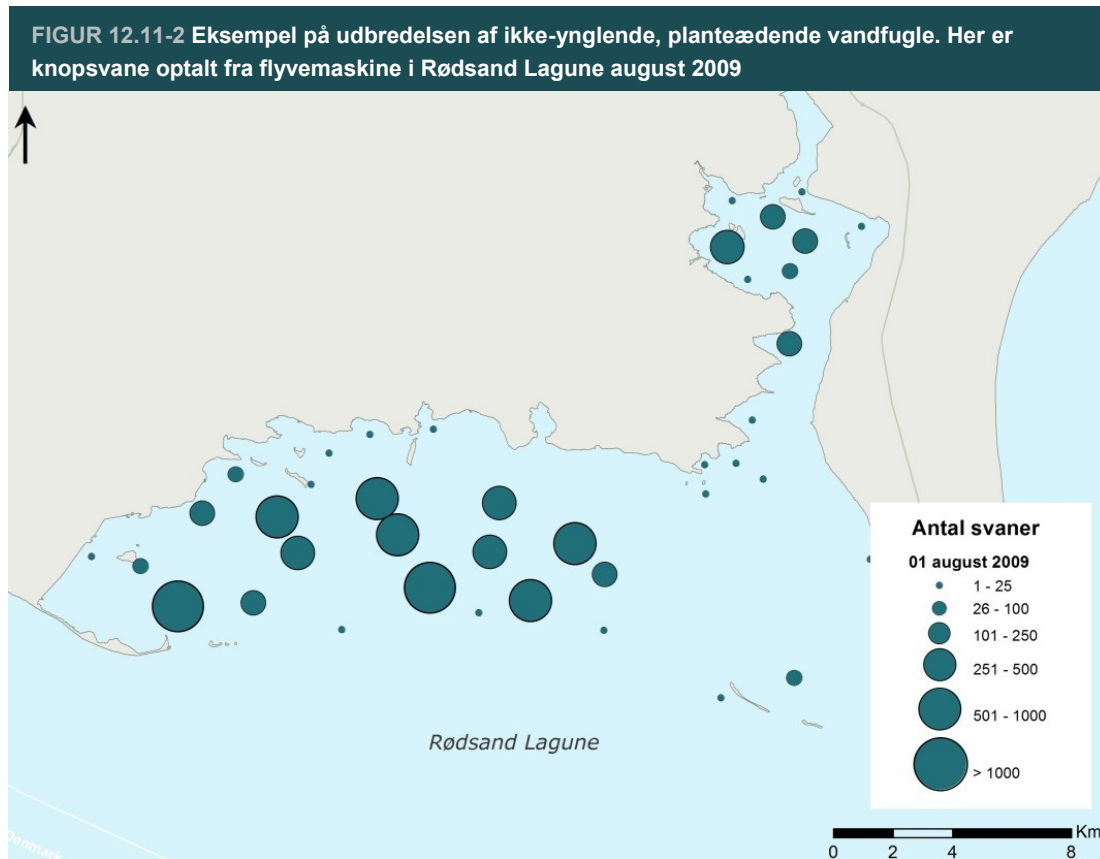 FIGUR 12.11-2 Eksempel på udbredelsen af ikke-ynglende, planteædende vandfugle. Her er
knopsvane optalt fra flyvemaskine i Rødsand Lagune august 2009
Antal svaner
01 august 2009
1 - 25
26 - 100
101 - 250
251 - 500
501 - 1000
> 1000
Rødsand Lagune
Denmark
Km
0 2 4 8